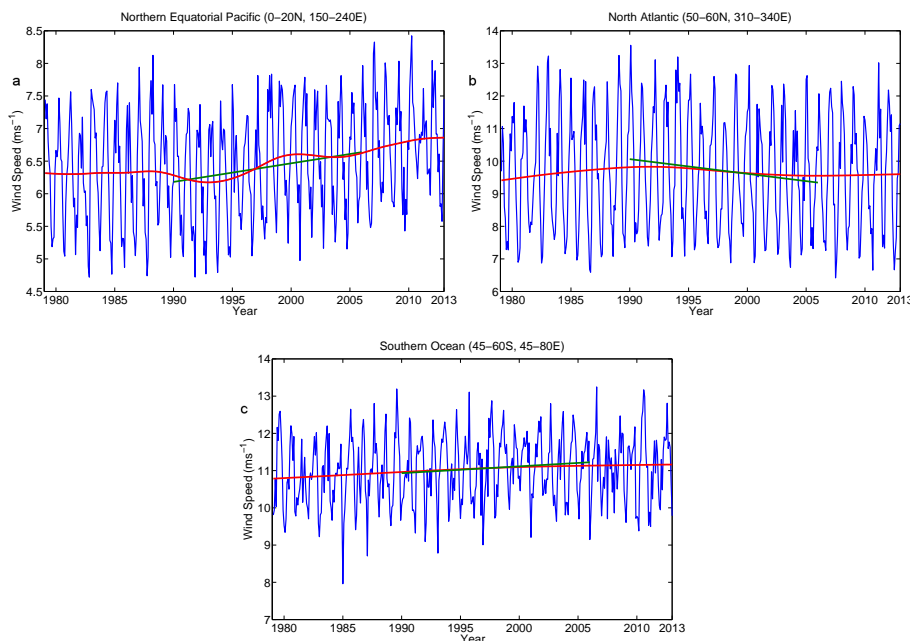 Northern Equatorial Pacific (0−20N, 150−240E)
a
Wind Speed (ms−1)
8.5
8
7.5
7
6.5
6
5.5
5
4.5
1980 1985 1990 1995 2000 2005 2010 2013
Year
North Atlantic (50−60N, 310−340E)
b
Wind Speed (ms−1)
14
13
12
11
10
9
8
7
6
1980 1985 1990 1995 2000 2005 2010 2013
Year
Southern Ocean (45−60S, 45−80E)
c
Wind Speed (ms−1)
14
13
12
11
10
9
8
7
1980 1985 1990 1995 2000 2005 2010 2013
Year